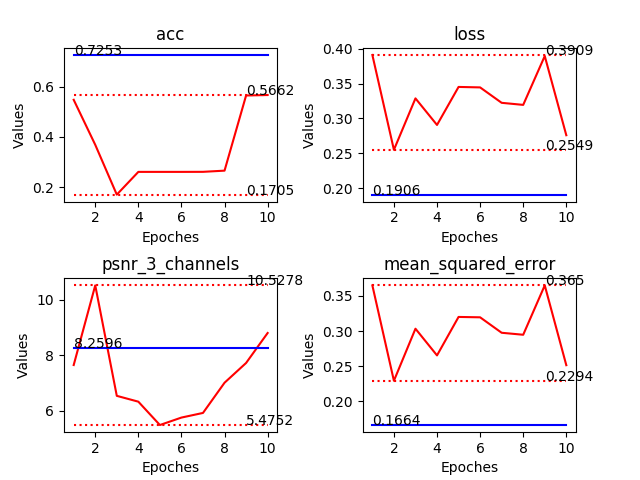 acc
0.7253
0.5662
0.1705
0.6
0.4
0.2
Values
2 4 6 8 10
Epoches
loss
0.3909
0.2549
0.1906
0.40
0.35
0.30
0.25
0.20
Values
2 4 6 8 10
Epoches
psnr_3_channels
10.5278
8.2596
5.4752
10
8
6
Values
2 4 6 8 10
Epoches
mean_squared_error
0.365
0.2294
0.1664
0.35
0.30
0.25
0.20
Values
2 4 6 8 10
Epoches